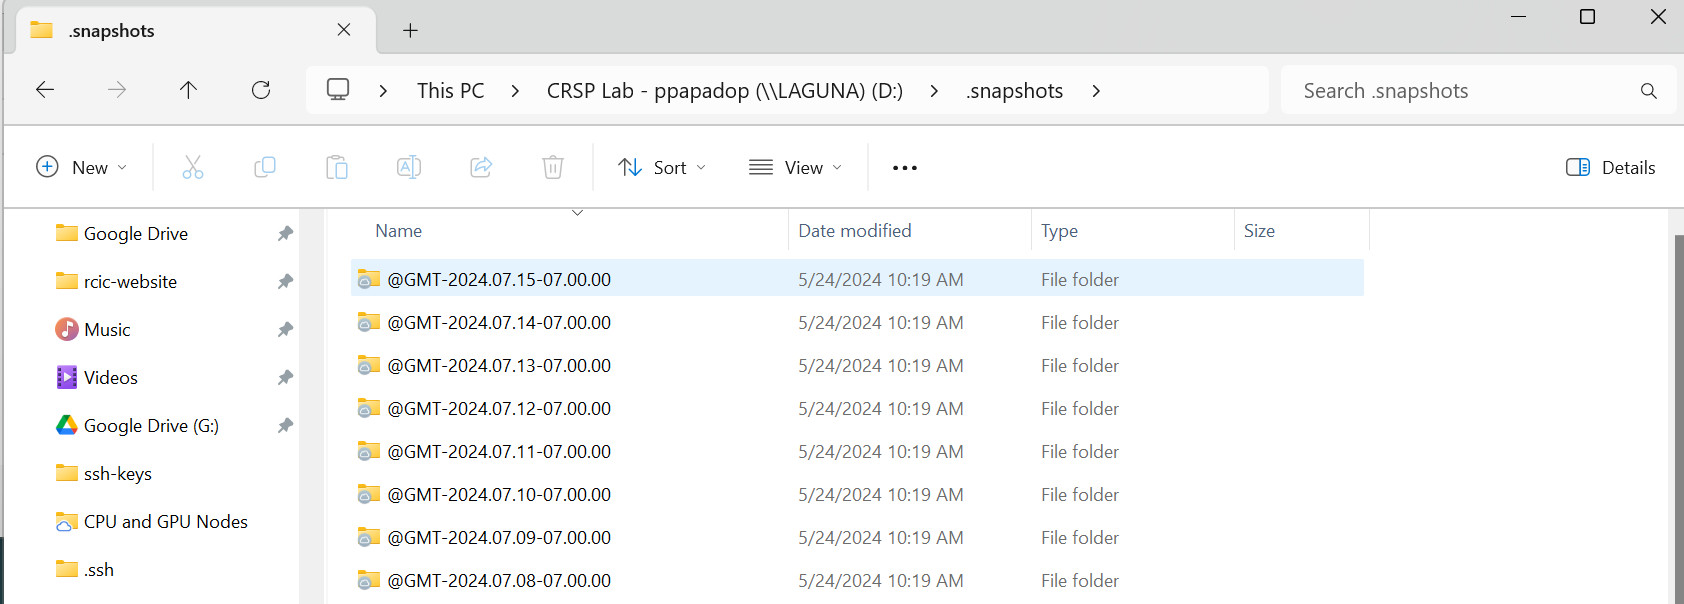 .snapshots
This PC CRSP Lab - ppapadop (\\LAGUNA) (D:) .snapshots Search .snapshots
New Sort View Details
Name Date modified Type Size
Google Drive
rcic-website
Music
Videos
Google Drive (G:)
ssh-keys
CPU and GPU Nodes
.ssh
@GMT-2024.07.15-07.00.00 5/24/2024 10:19 AM File folder
@GMT-2024.07.14-07.00.00 5/24/2024 10:19 AM File folder
@GMT-2024.07.13-07.00.00 5/24/2024 10:19 AM File folder
@GMT-2024.07.12-07.00.00 5/24/2024 10:19 AM File folder
@GMT-2024.07.11-07.00.00 5/24/2024 10:19 AM File folder
@GMT-2024.07.10-07.00.00 5/24/2024 10:19 AM File folder
@GMT-2024.07.09-07.00.00 5/24/2024 10:19 AM File folder
@GMT-2024.07.08-07.00.00 5/24/2024 10:19 AM File folder